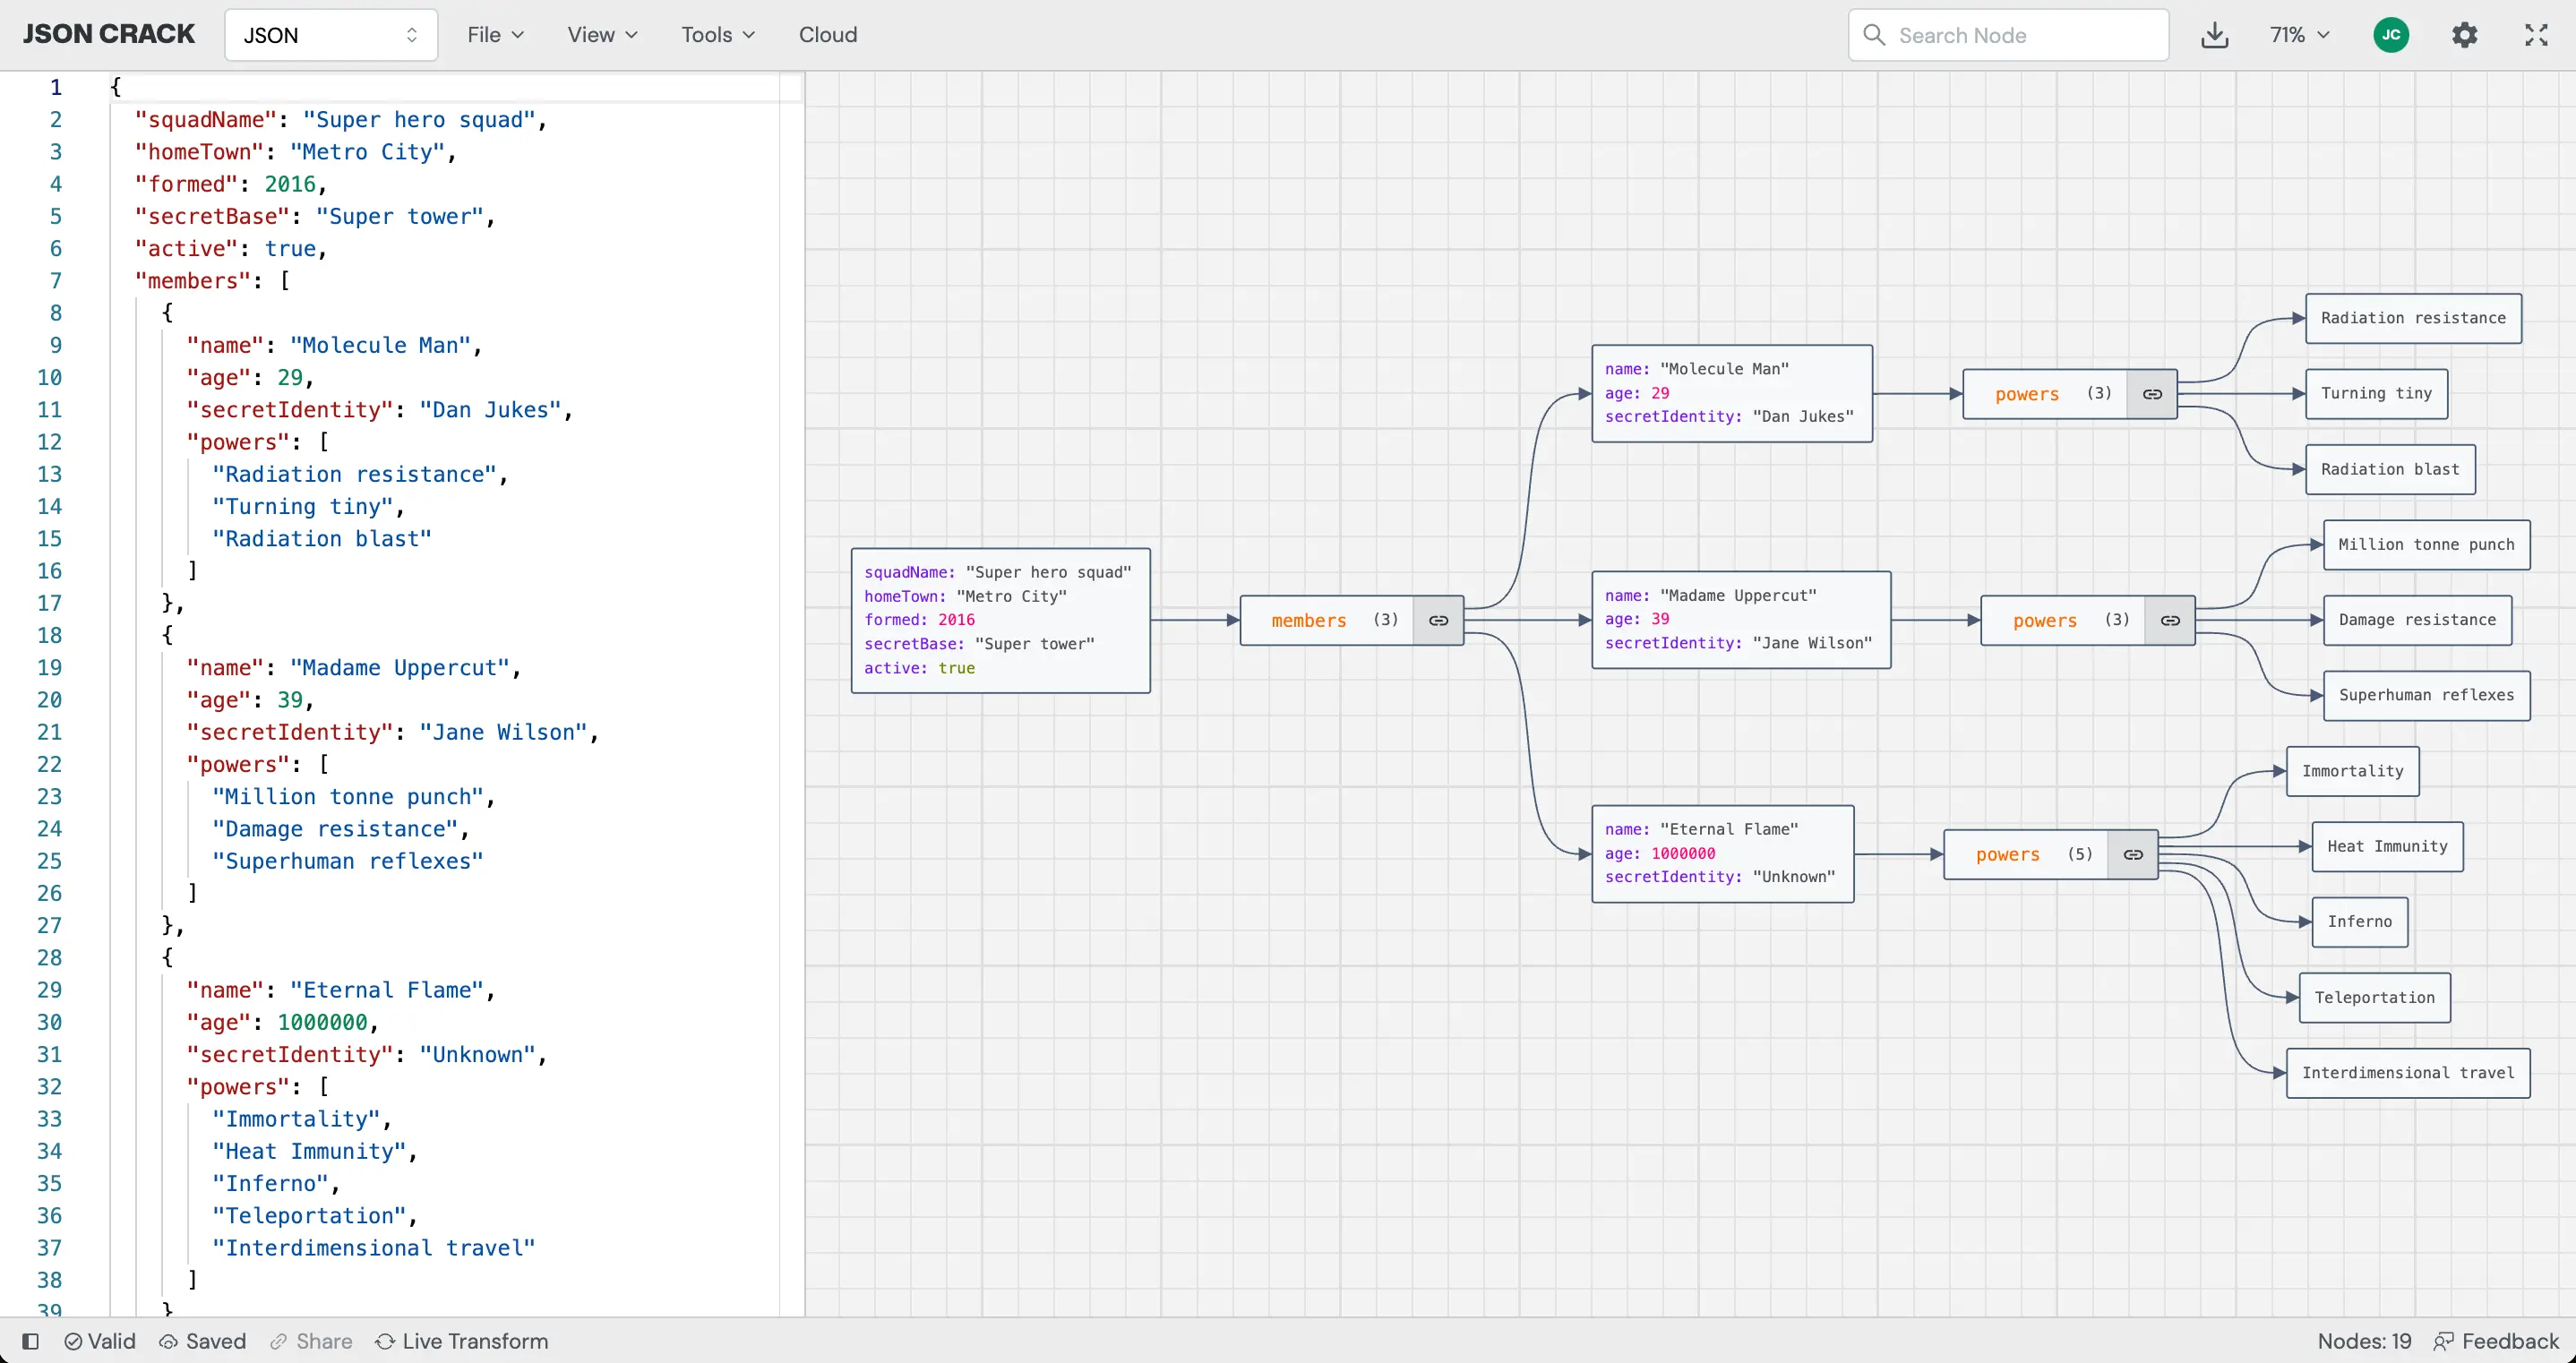 JSON CRACK JSON File View Tools Cloud Search Node 71% JC
1 {
2 "squadName": "Super hero squad",
3 "homeTown": "Metro City",
4 "formed": 2016,
5 "secretBase": "Super tower",
6 "active": true,
7 "members": [
8 {
9 "name": "Molecule Man",
10 "age": 29,
11 "secretIdentity": "Dan Jukes",
12 "powers": [
13 "Radiation resistance",
14 "Turning tiny",
15 "Radiation blast"
16 ]
17 },
18 {
19 "name": "Madame Uppercut",
20 "age": 39,
21 "secretIdentity": "Jane Wilson",
22 "powers": [
23 "Million tonne punch",
24 "Damage resistance",
25 "Superhuman reflexes"
26 ]
27 },
28 {
29 "name": "Eternal Flame",
30 "age": 1000000,
31 "secretIdentity": "Unknown",
32 "powers": [
33 "Immortality",
34 "Heat Immunity",
35 "Inferno",
36 "Teleportation",
37 "Interdimensional travel"
38 ]
39 }
squadName: "Super hero squad"
homeTown: "Metro City"
formed: 2016
secretBase: "Super tower"
active: true
members (3)
name: "Molecule Man"
age: 29
secretIdentity: "Dan Jukes"
powers (3)
Radiation resistance
Turning tiny
Radiation blast
name: "Madame Uppercut"
age: 39
secretIdentity: "Jane Wilson"
powers (3)
Million tonne punch
Damage resistance
Superhuman reflexes
name: "Eternal Flame"
age: 1000000
secretIdentity: "Unknown"
powers (5)
Immortality
Heat Immunity
Inferno
Teleportation
Interdimensional travel
Valid Saved Share Live Transform Nodes: 19 Feedback